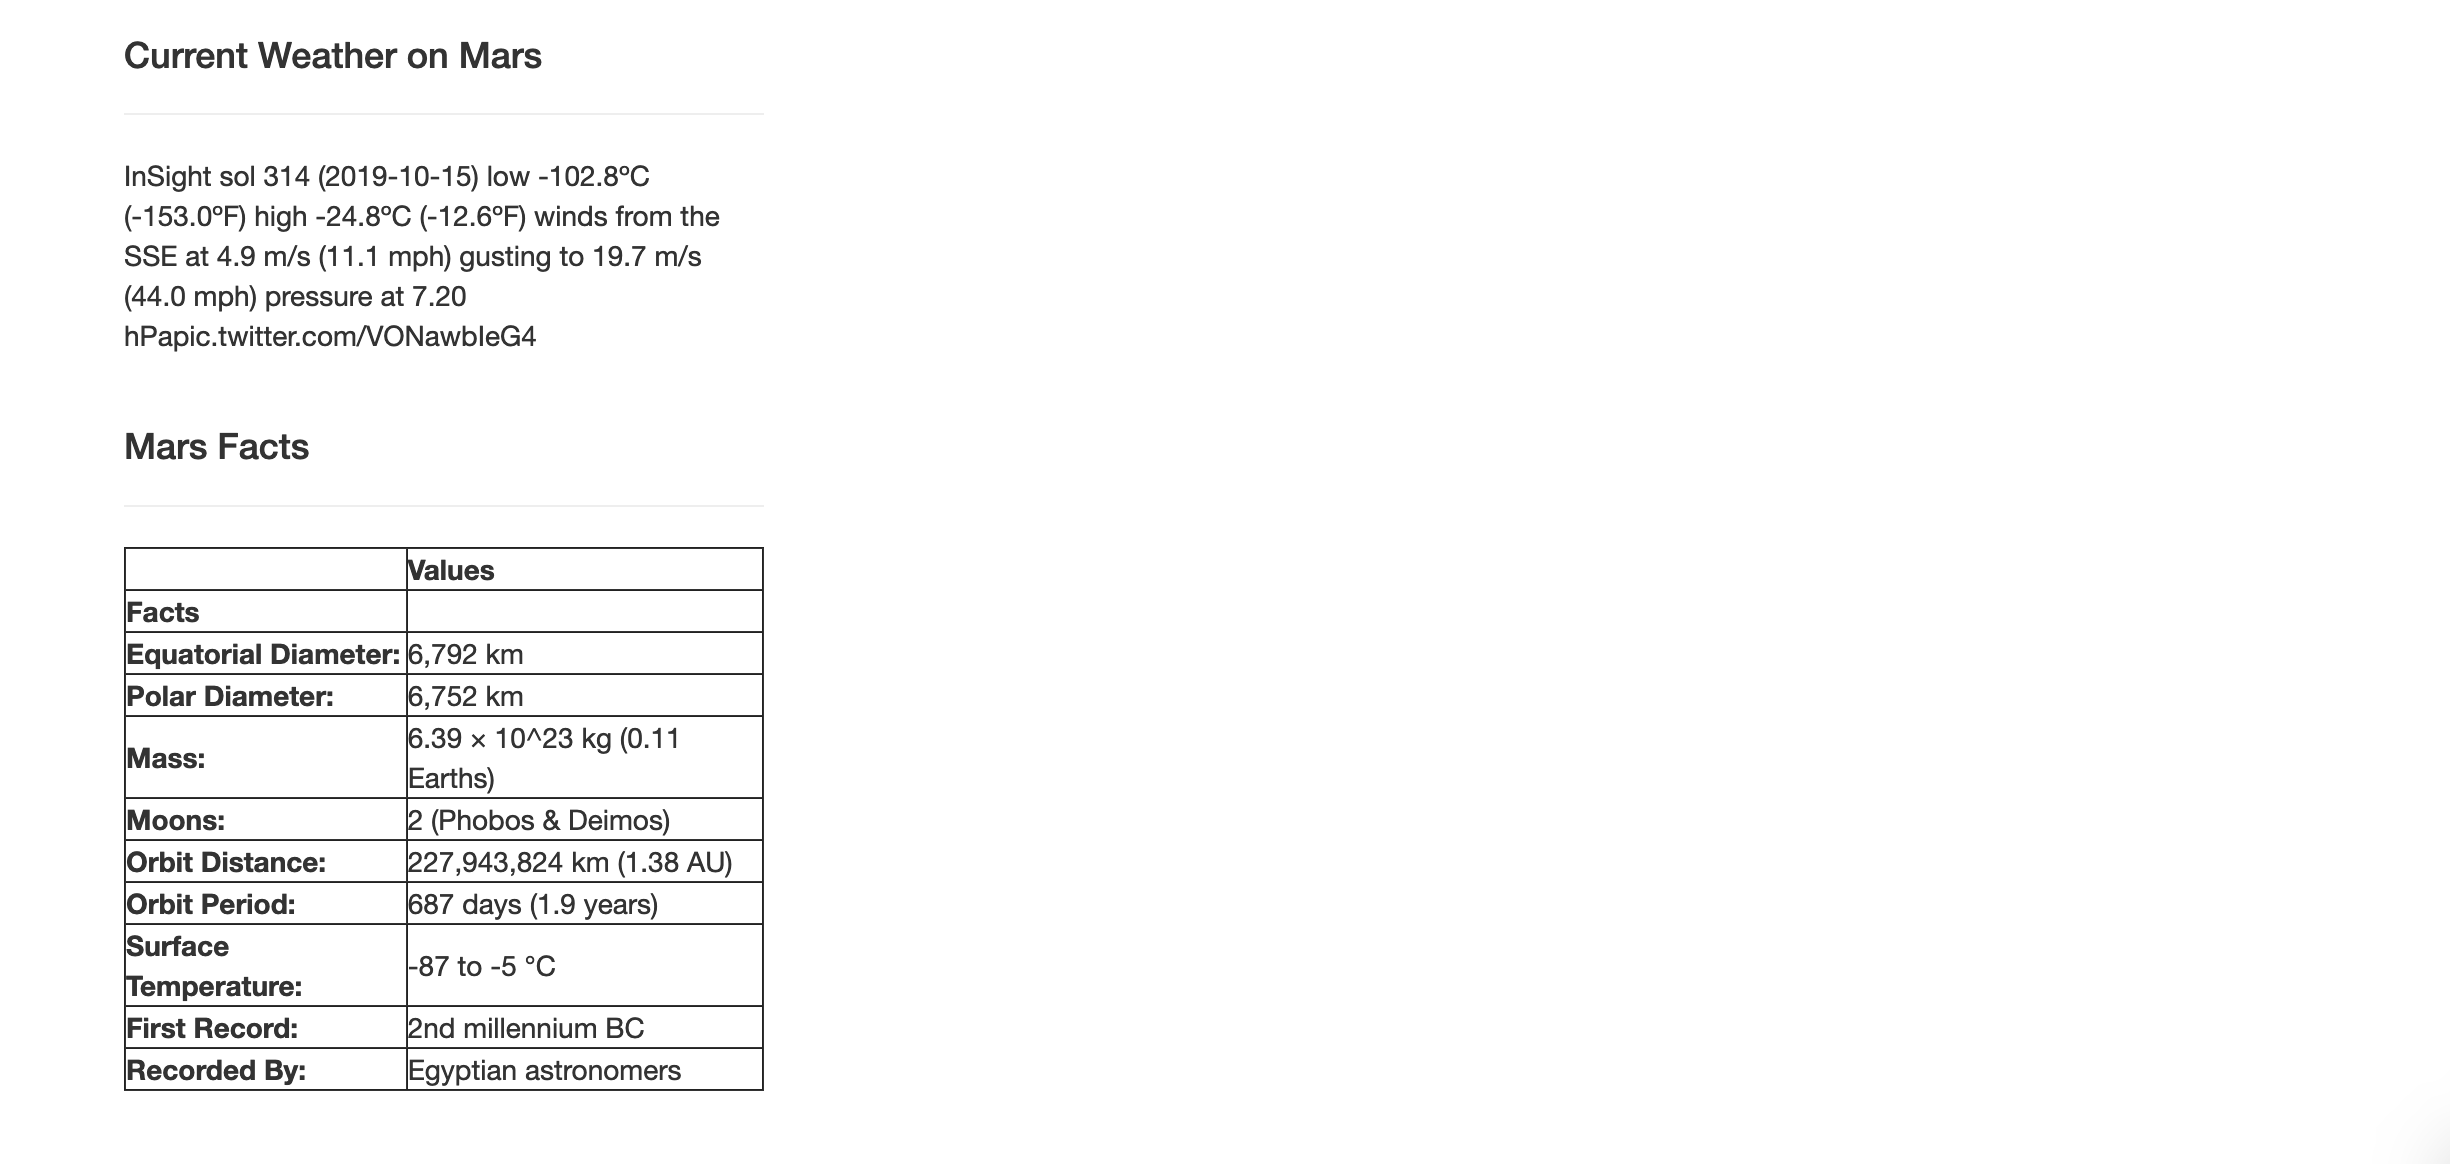 Current Weather on Mars
InSight sol 314 (2019-10-15) low -102.8ºC
(-153.0ºF) high -24.8ºC (-12.6ºF) winds from the
SSE at 4.9 m/s (11.1 mph) gusting to 19.7 m/s
(44.0 mph) pressure at 7.20
hPapic.twitter.com/VONawbleG4
Mars Facts
Values
Facts
Equatorial Diameter: 6,792 km
Polar Diameter: 6,752 km
Mass: 6.39 × 10^23 kg (0.11
Earths)
Moons: 2 (Phobos & Deimos)
Orbit Distance: 227,943,824 km (1.38 AU)
Orbit Period: 687 days (1.9 years)
Surface
Temperature: -87 to -5 °C
First Record: 2nd millennium BC
Recorded By: Egyptian astronomers